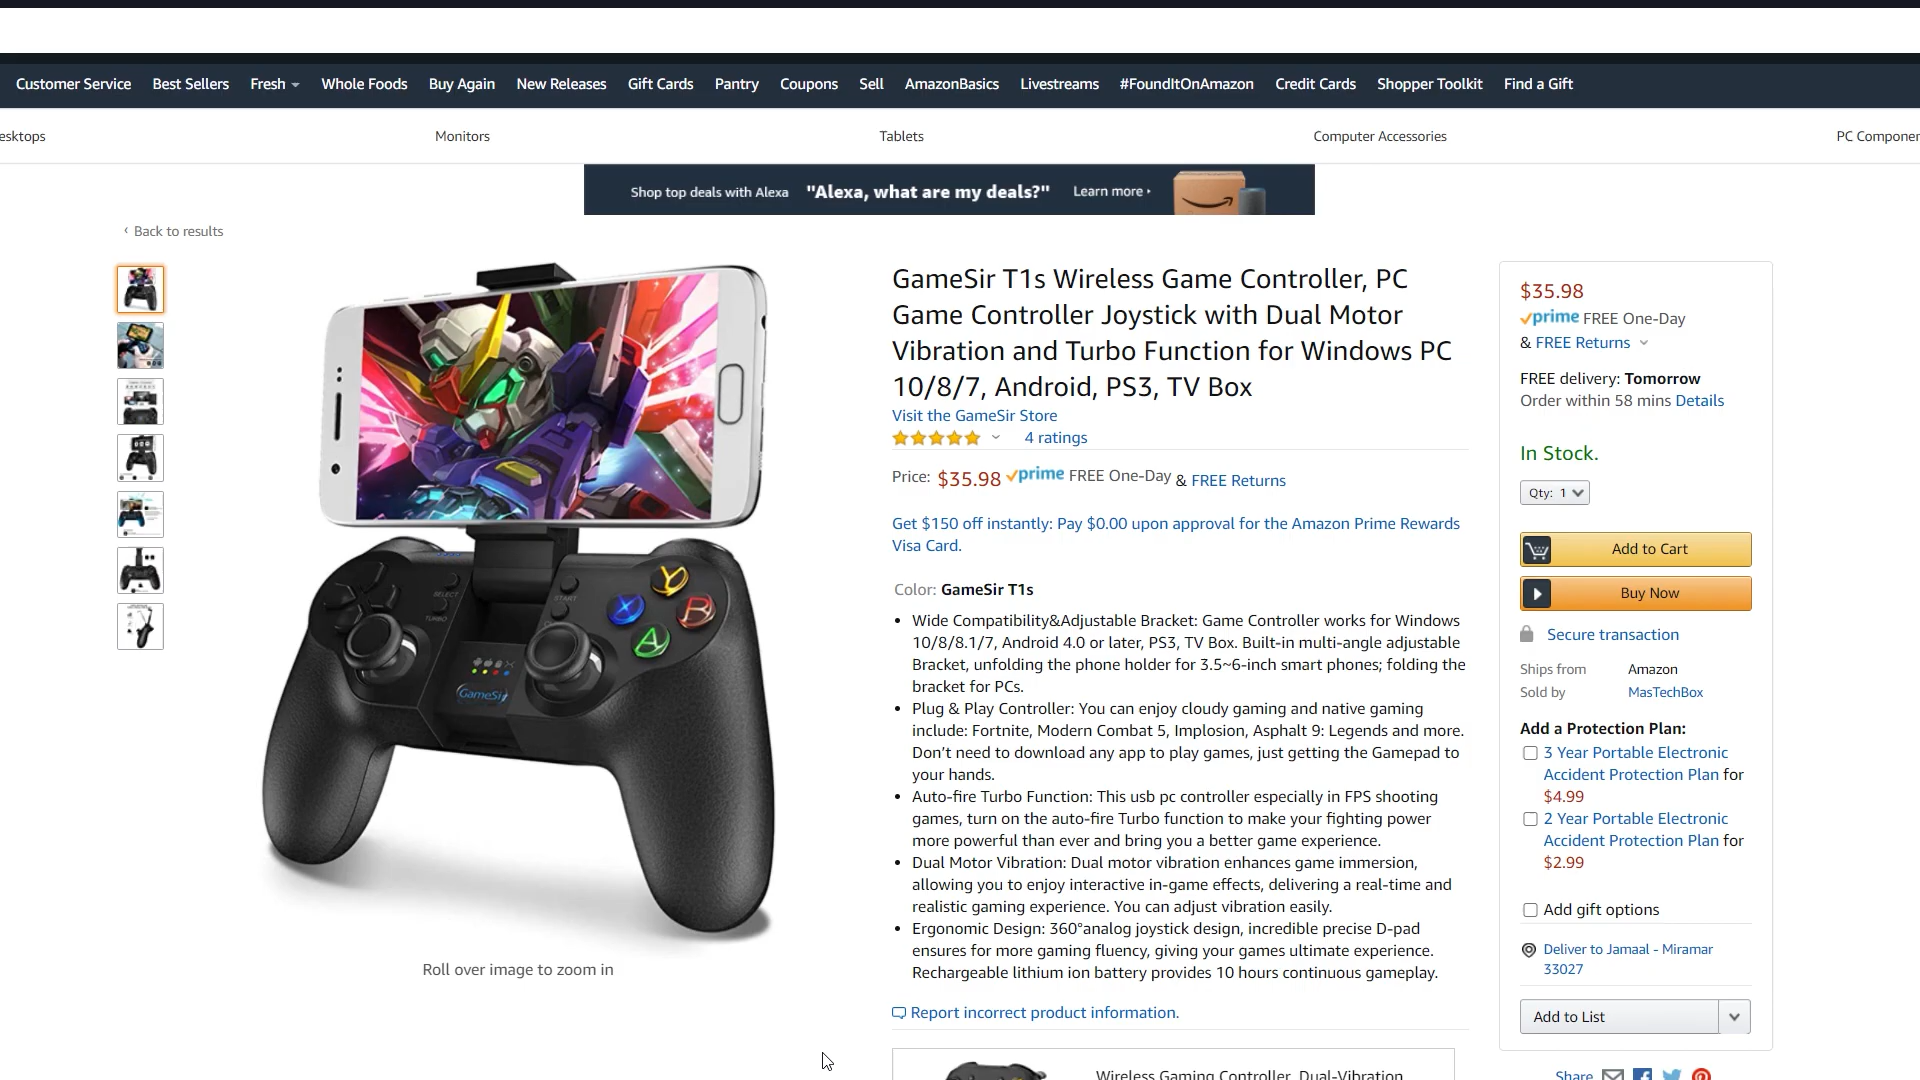 Customer Service Best Sellers Fresh Whole Foods Buy Again New Releases Gift Cards Pantry Coupons Sell AmazonBasics Livestreams #FoundItOnAmazon Credit Cards Shopper Toolkit Find a Gift
esktops Monitors Tablets Computer Accessories PC Componen
Shop top deals with Alexa "Alexa, what are my deals?" Learn more
‹ Back to results
SELECT
TURBO
START
Y
X
B
A
GameSir
Roll over image to zoom in
GameSir T1s Wireless Game Controller, PC
Game Controller Joystick with Dual Motor
Vibration and Turbo Function for Windows PC
10/8/7, Android, PS3, TV Box
Visit the GameSir Store
4 ratings
Price: $35.98 prime FREE One-Day & FREE Returns
Get $150 off instantly: Pay $0.00 upon approval for the Amazon Prime Rewards
Visa Card.
Color: GameSir T1s
• Wide Compatibility&Adjustable Bracket: Game Controller works for Windows
10/8/8.1/7, Android 4.0 or later, PS3, TV Box. Built-in multi-angle adjustable
Bracket, unfolding the phone holder for 3.5~6-inch smart phones; folding the
bracket for PCs.
• Plug & Play Controller: You can enjoy cloudy gaming and native gaming
include: Fortnite, Modern Combat 5, Implosion, Asphalt 9: Legends and more.
Don’t need to download any app to play games, just getting the Gamepad to
your hands.
• Auto-fire Turbo Function: This usb pc controller especially in FPS shooting
games, turn on the auto-fire Turbo function to make your fighting power
more powerful than ever and bring you a better game experience.
• Dual Motor Vibration: Dual motor vibration enhances game immersion,
allowing you to enjoy interactive in-game effects, delivering a real-time and
realistic gaming experience. You can adjust vibration easily.
• Ergonomic Design: 360°analog joystick design, incredible precise D-pad
ensures for more gaming fluency, giving your games ultimate experience.
Rechargeable lithium ion battery provides 10 hours continuous gameplay.
Report incorrect product information.
Wireless Gaming Controller, Dual-Vibration
$35.98
prime FREE One-Day
& FREE Returns
FREE delivery: Tomorrow
Order within 58 mins Details
In Stock.
Qty: 1
Add to Cart
Buy Now
Secure transaction
Ships from Amazon
Sold by MasTechBox
Add a Protection Plan:
3 Year Portable Electronic
Accident Protection Plan for
$4.99
2 Year Portable Electronic
Accident Protection Plan for
$2.99
Add gift options
Deliver to Jamaal - Miramar
33027
Add to List
Share